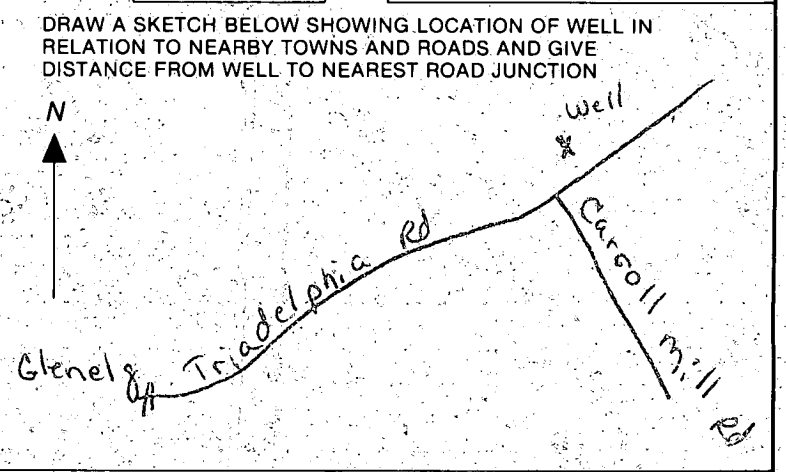 DRAW A SKETCH BELOW SHOWING LOCATION OF WELL IN
RELATION TO NEARBY TOWNS AND ROADS AND GIVE
DISTANCE FROM WELL TO NEAREST ROAD JUNCTION
N
Well
Triadelphia Rd
Carroll Mill Rd
Glenelg